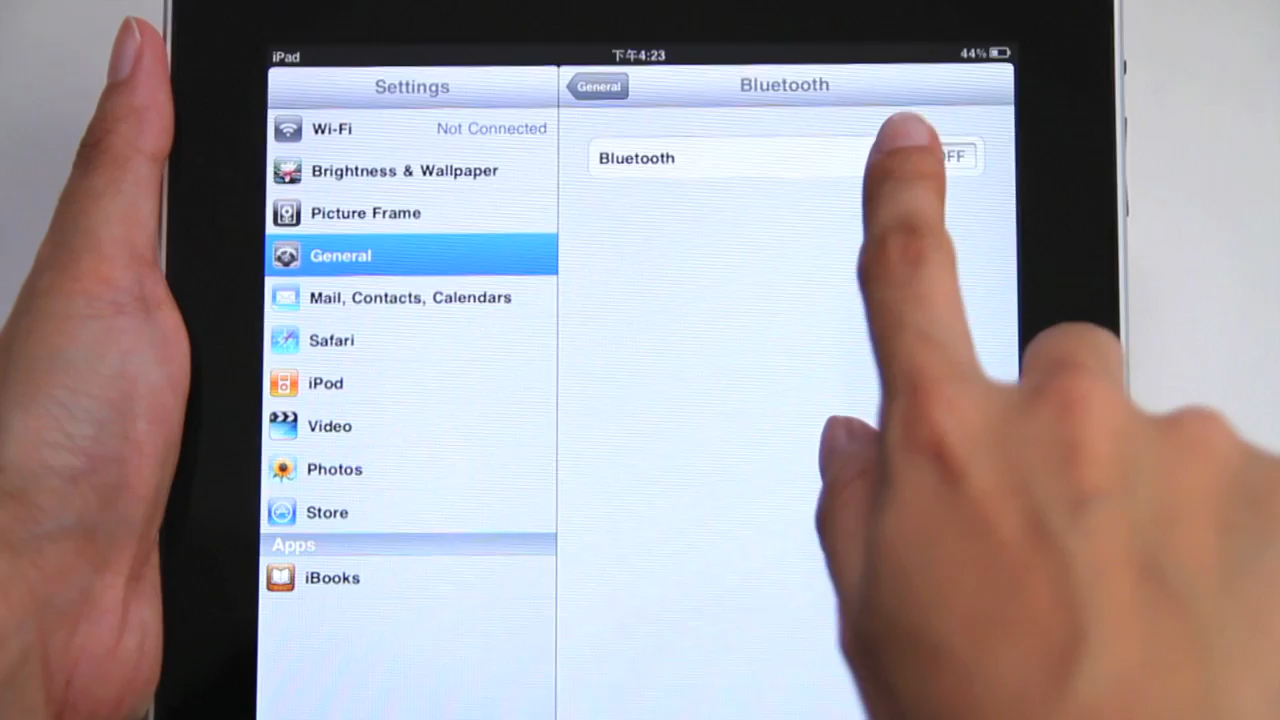 iPad 下午4:23 44%
Settings
General
Bluetooth
Wi-Fi Not Connected
Brightness & Wallpaper
Picture Frame
General
Mail, Contacts, Calendars
Safari
iPod
Video
Photos
Store
Apps
iBooks
Bluetooth FF